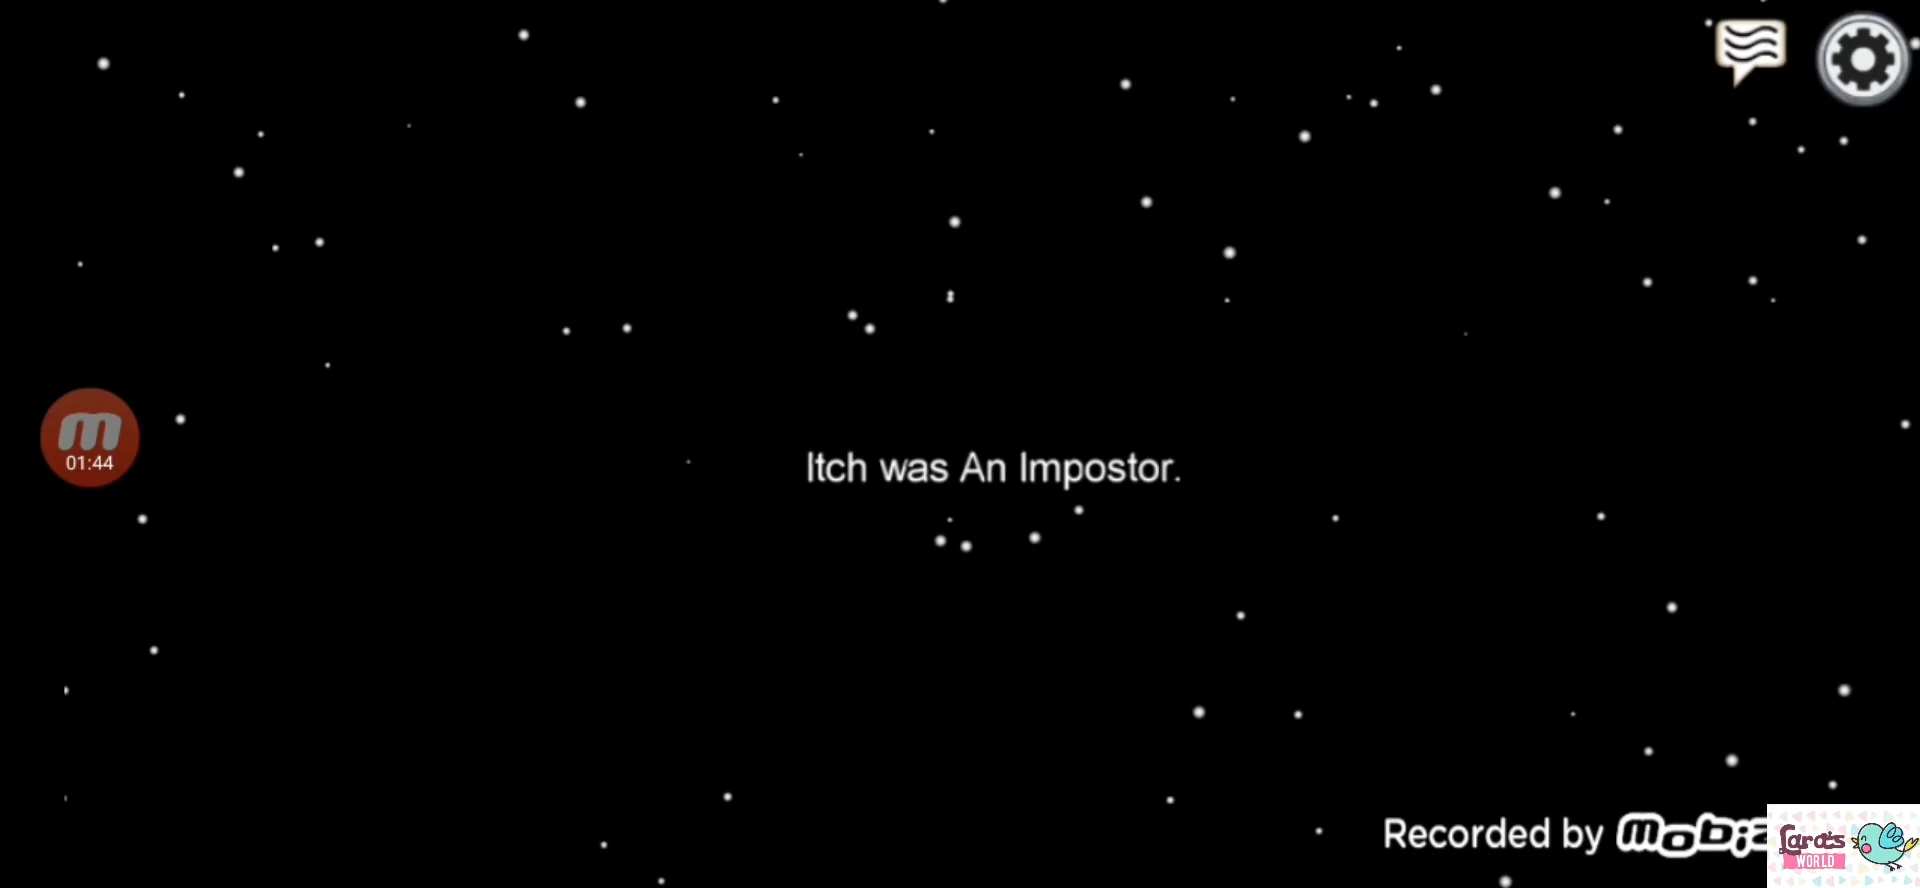 01:44
Itch was An Impostor.
Recorded by
Lara's
WORLD